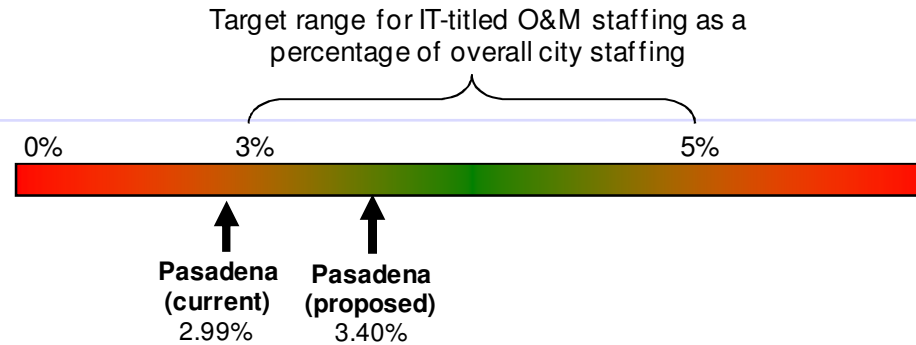 Target range for IT-titled O&M staffing as a
percentage of overall city staffing
0% 3% 5%
Pasadena
(current)
2.99%
Pasadena
(proposed)
3.40%